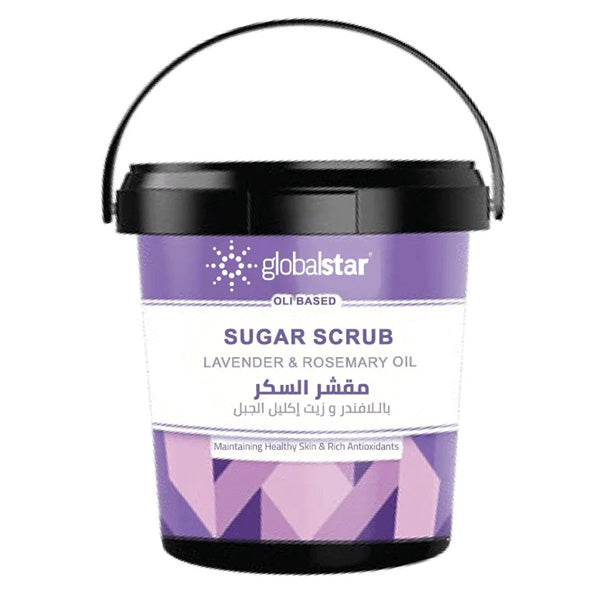 globalstar®
OLI BASED
SUGAR SCRUB
LAVENDER & ROSEMARY OIL
مقشر السكر
باللافندر و زيت إكليل الجبل
Maintaining Healthy Skin & Rich Antioxidants